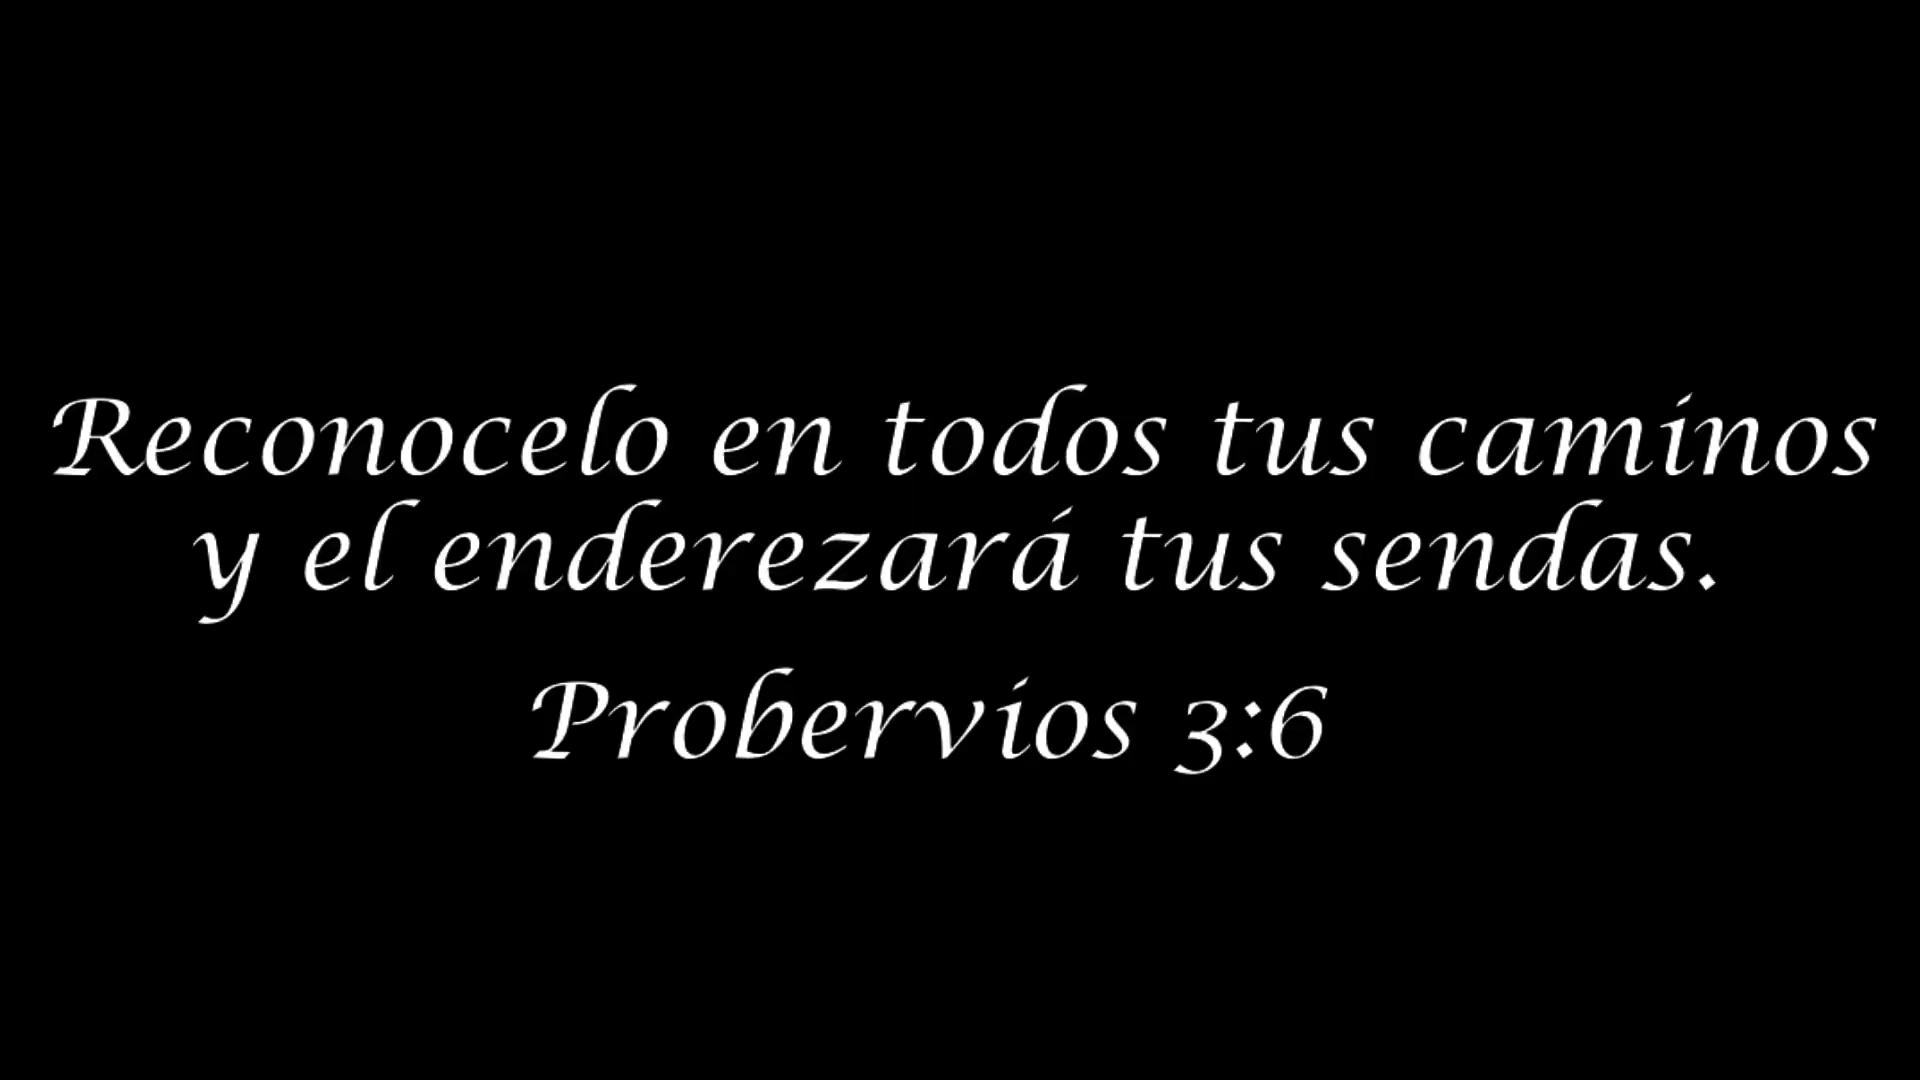 Reconocelo en todos tus caminos
y el enderezará tus sendas.
Probervios 3:6